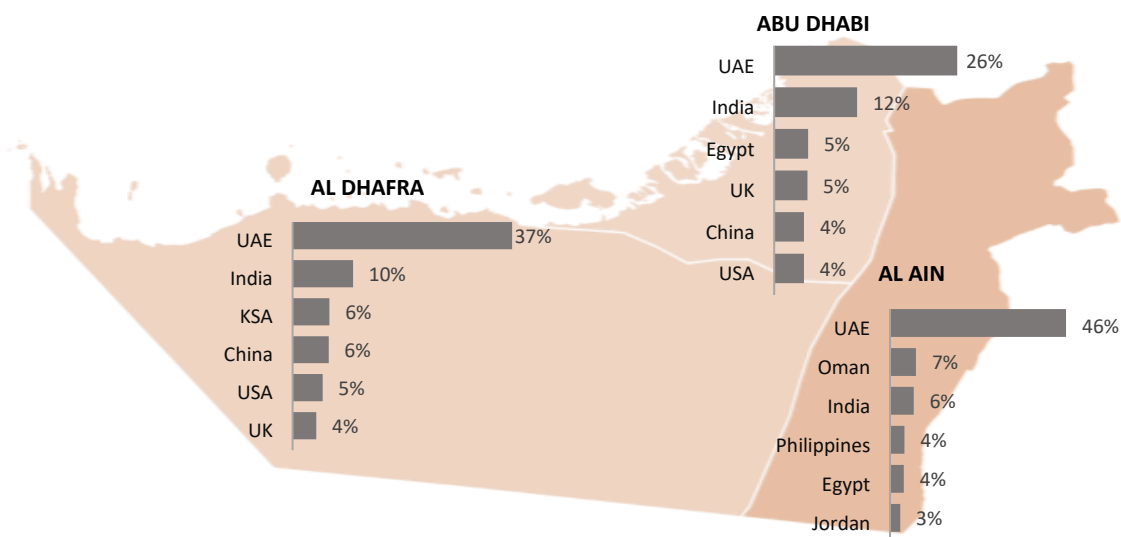 ABU DHABI
UAE 26%
India 12%
Egypt 5%
UK 5%
China 4%
USA 4%
AL DHAFRA
UAE 37%
India 10%
KSA 6%
China 6%
USA 5%
UK 4%
AL AIN
UAE 46%
Oman 7%
India 6%
Philippines 4%
Egypt 4%
Jordan 3%